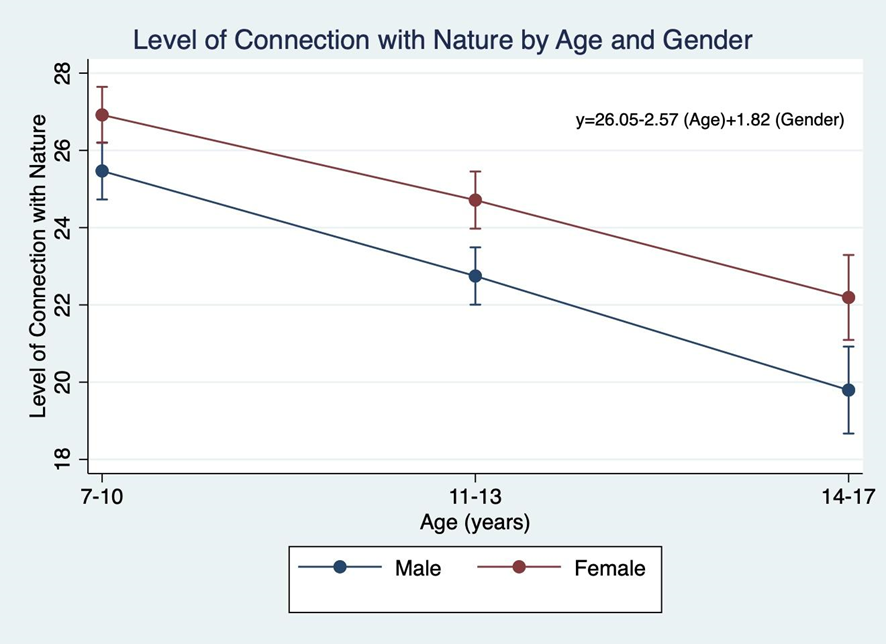 Level of Connection with Nature by Age and Gender
y=26.05-2.57 (Age)+1.82 (Gender)
Level of Connection with Nature
28
26
24
22
20
18
7-10
11-13
14-17
Age (years)
Male
Female